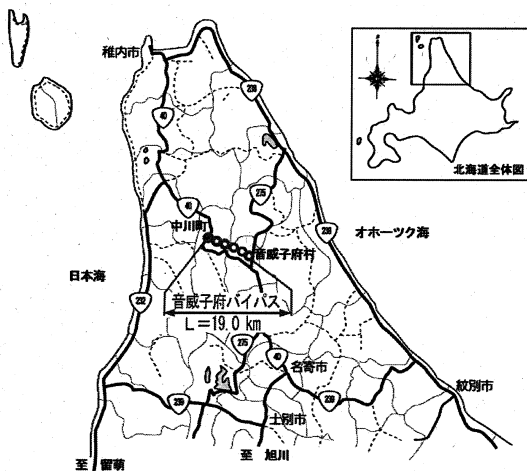 稚内市
238
40
北海道全体図
275
40
238
オホーツク海
中川町
音威子府村
日本海
232
音威子府バイパス
L=19.0 km
275
40
名寄市
239
239
紋別市
士別市
至 旭川
至 留萌